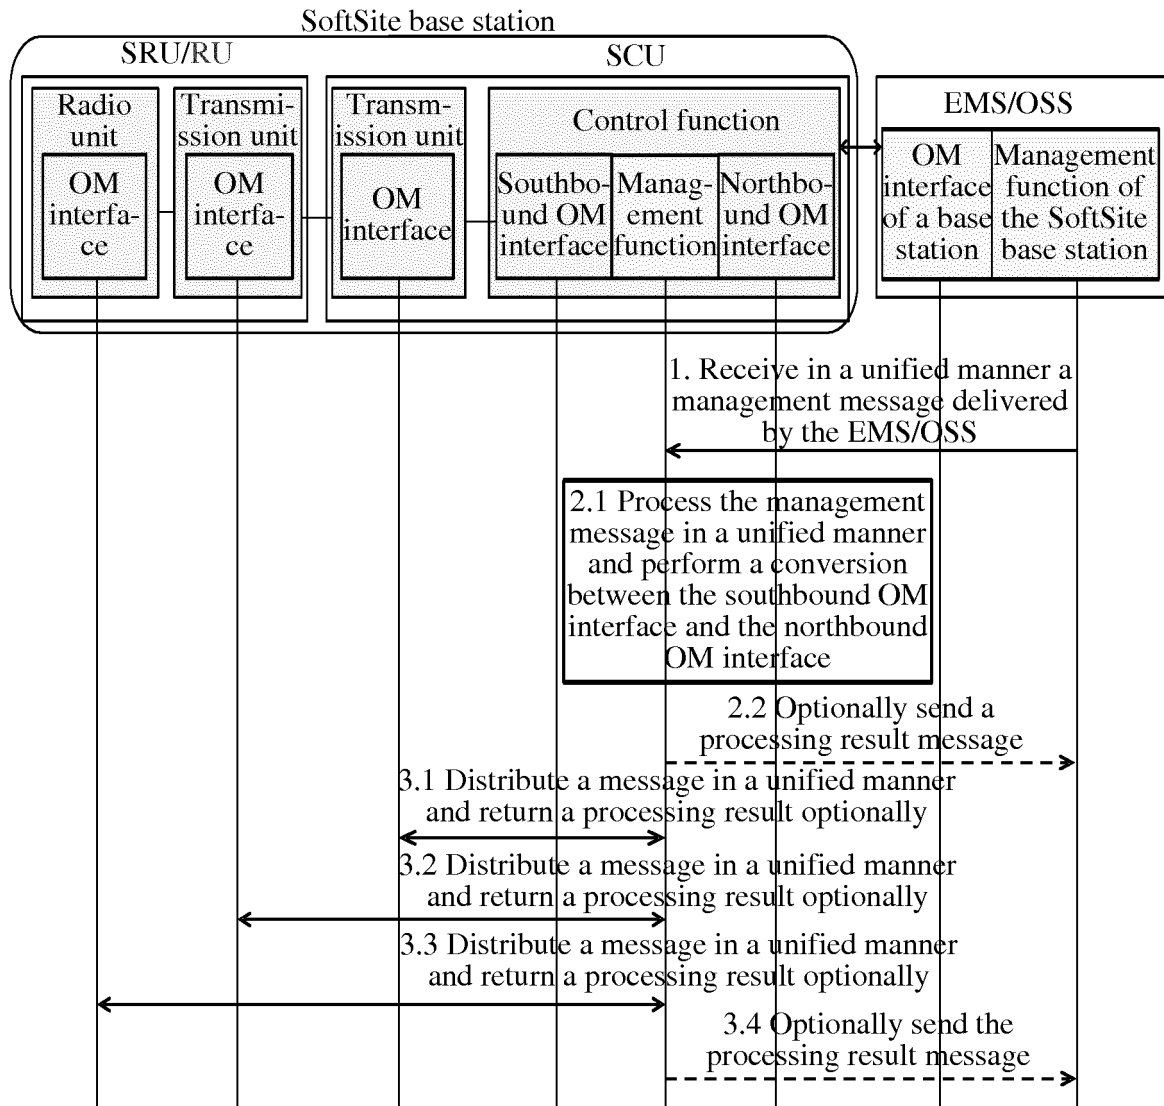 SoftSite base station
SRU/RU
SCU
EMS/OSS
Radio
unit
OM
interfa-
ce
Transmi-
ssion unit
OM
interfa-
ce
Transm-
ission unit
OM
interface
Control function
Southbo-
und OM
interface
Manag-
ement
function
Northbo-
und OM
interface
OM
interface
of a base
station
Management
function of
the SoftSite
base station
1. Receive in a unified manner a
management message delivered
by the EMS/OSS
2.1 Process the management
message in a unified manner
and perform a conversion
between the southbound OM
interface and the northbound
OM interface
2.2 Optionally send a
processing result message
3.1 Distribute a message in a unified manner
and return a processing result optionally
3.2 Distribute a message in a unified manner
and return a processing result optionally
3.3 Distribute a message in a unified manner
and return a processing result optionally
3.4 Optionally send the
processing result message